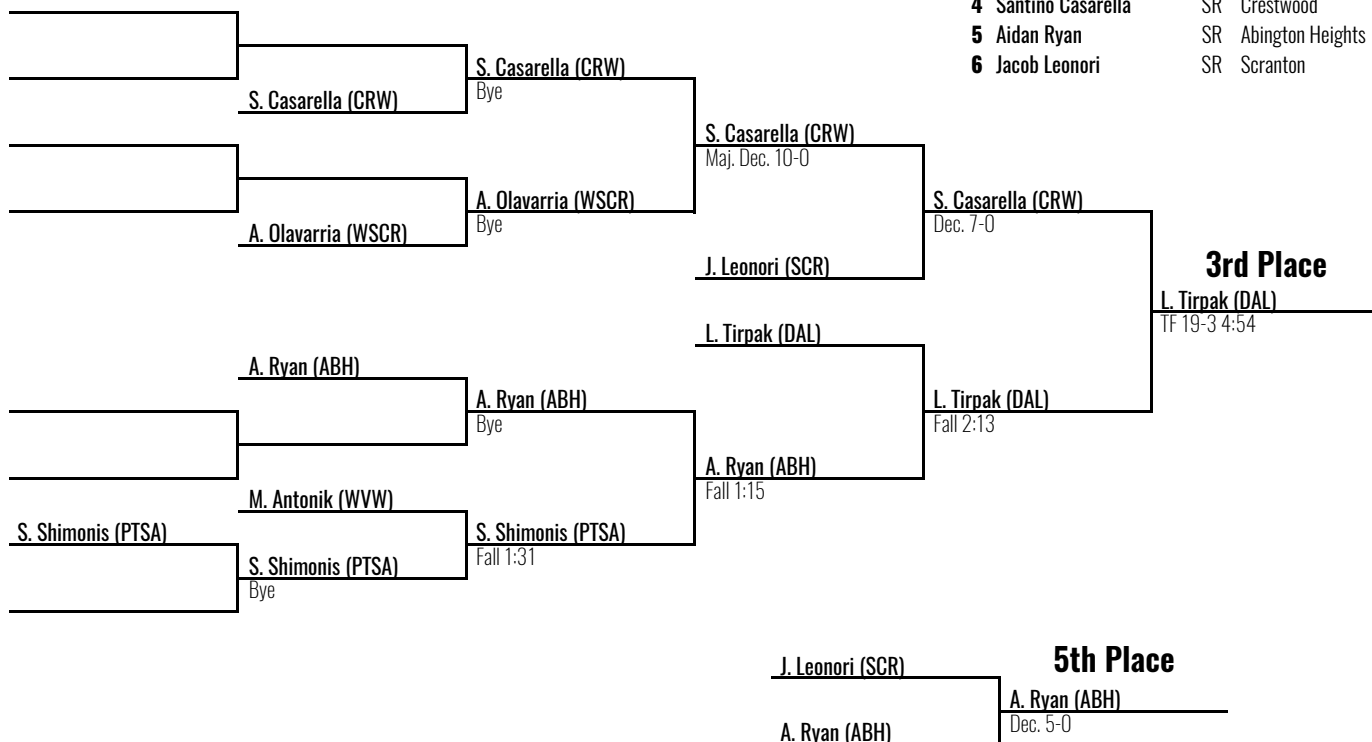 4 Santino Casarella SR Crestwood
5 Aidan Ryan SR Abington Heights
6 Jacob Leonori SR Scranton
S. Casarella (CRW)
Bye
S. Casarella (CRW)
S. Casarella (CRW)
Maj. Dec. 10-0
A. Olavarria (WSCR)
Bye
A. Olavarria (WSCR)
S. Casarella (CRW)
Dec. 7-0
J. Leonori (SCR)
3rd Place
L. Tirpak (DAL)
TF 19-3 4:54
L. Tirpak (DAL)
A. Ryan (ABH)
A. Ryan (ABH)
Bye
L. Tirpak (DAL)
Fall 2:13
A. Ryan (ABH)
Fall 1:15
M. Antonik (WVW)
S. Shimonis (PTSA)
S. Shimonis (PTSA)
Fall 1:31
S. Shimonis (PTSA)
Bye
5th Place
J. Leonori (SCR)
A. Ryan (ABH)
Dec. 5-0
A. Ryan (ABH)